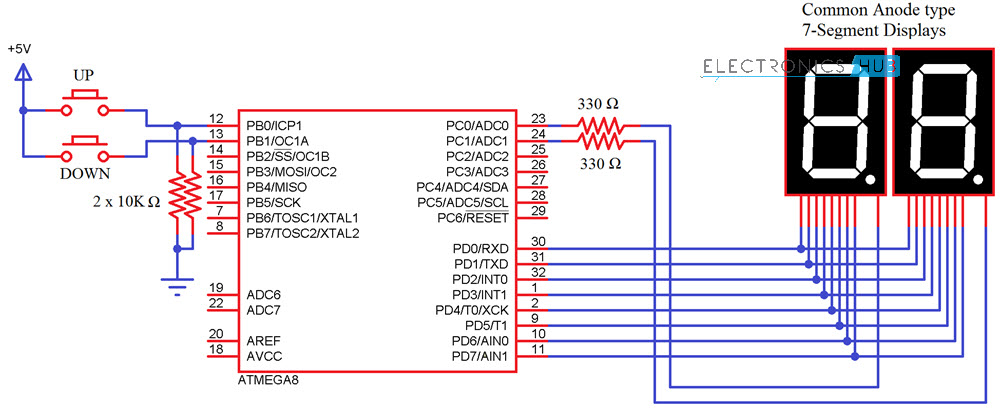 Common Anode type
7-Segment Displays
ELECTRONICS HUB
+5V
UP
DOWN
2 x 10K Ω
330 Ω
330 Ω
12 PB0/ICP1
13 PB1/OC1A
14 PB2/SS/OC1B
15 PB3/MOSI/OC2
16 PB4/MISO
17 PB5/SCK
7 PB6/TOSC1/XTAL1
8 PB7/TOSC2/XTAL2
19 ADC6
22 ADC7
20 AREF
18 AVCC
PC0/ADC0 23
PC1/ADC1 24
PC2/ADC2 25
PC3/ADC3 26
PC4/ADC4/SDA 27
PC5/ADC5/SCL 28
PC6/RESET 29
PD0/RXD 30
PD1/TXD 31
PD2/INT0 32
PD3/INT1 1
PD4/T0/XCK 2
PD5/T1 9
PD6/AIN0 10
PD7/AIN1 11
ATMEGA8